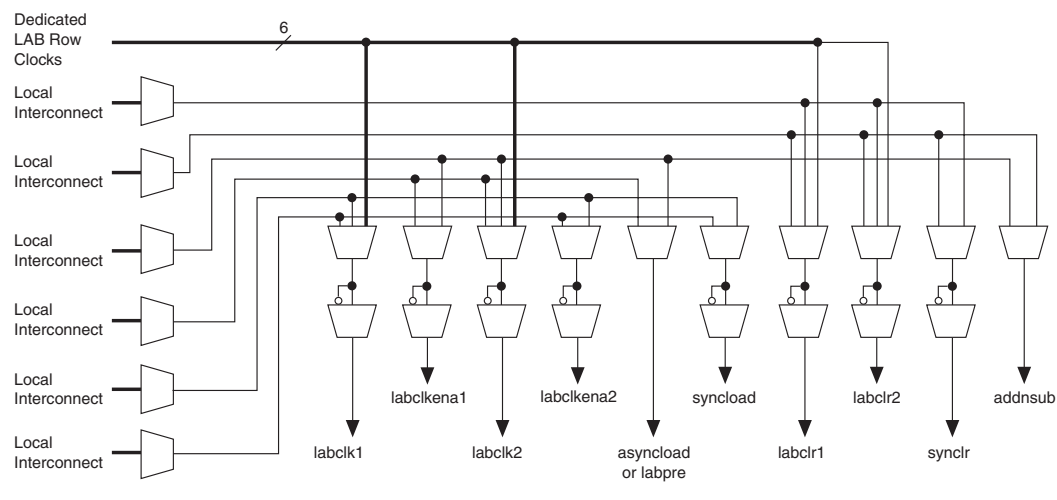 Dedicated
LAB Row
Clocks
6
Local
Interconnect
Local
Interconnect
Local
Interconnect
Local
Interconnect
Local
Interconnect
Local
Interconnect
labclkena1
labclkena2
syncload
labclr2
addnsub
labclk1
labclk2
asyncload
or labpre
labclr1
synclr